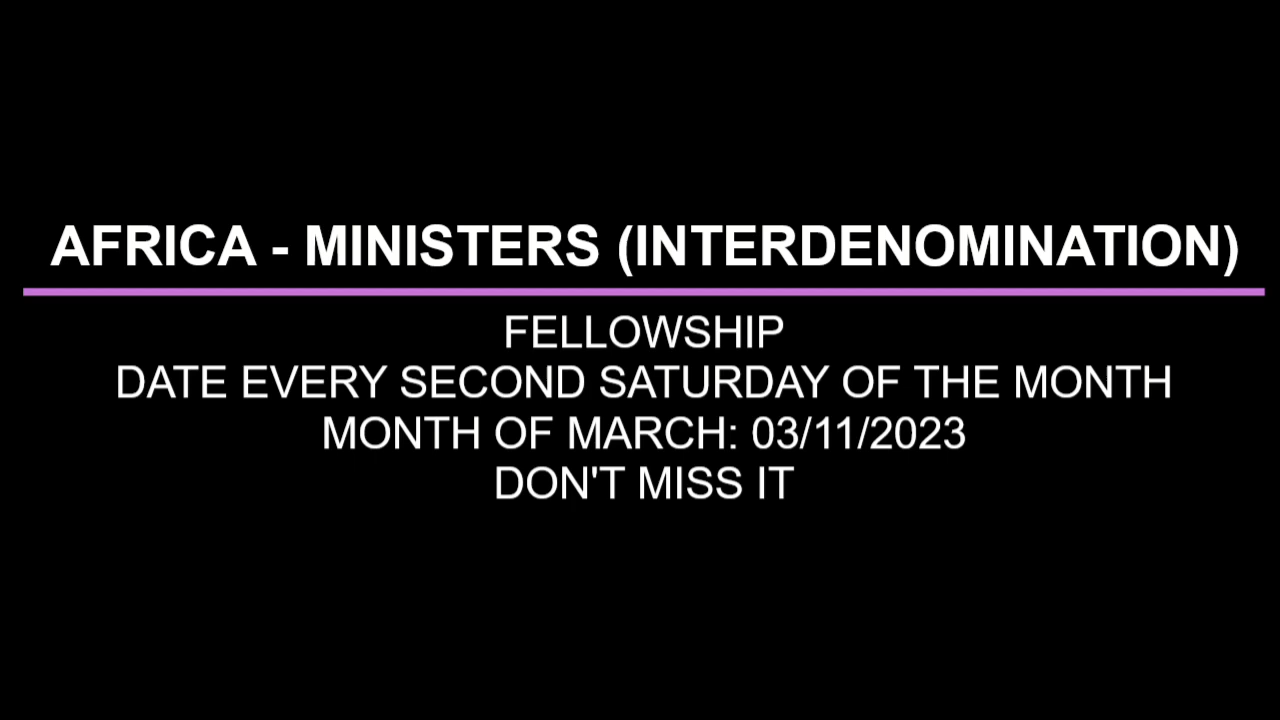 AFRICA - MINISTERS (INTERDENOMINATION)
FELLOWSHIP
DATE EVERY SECOND SATURDAY OF THE MONTH
MONTH OF MARCH: 03/11/2023
DON'T MISS IT